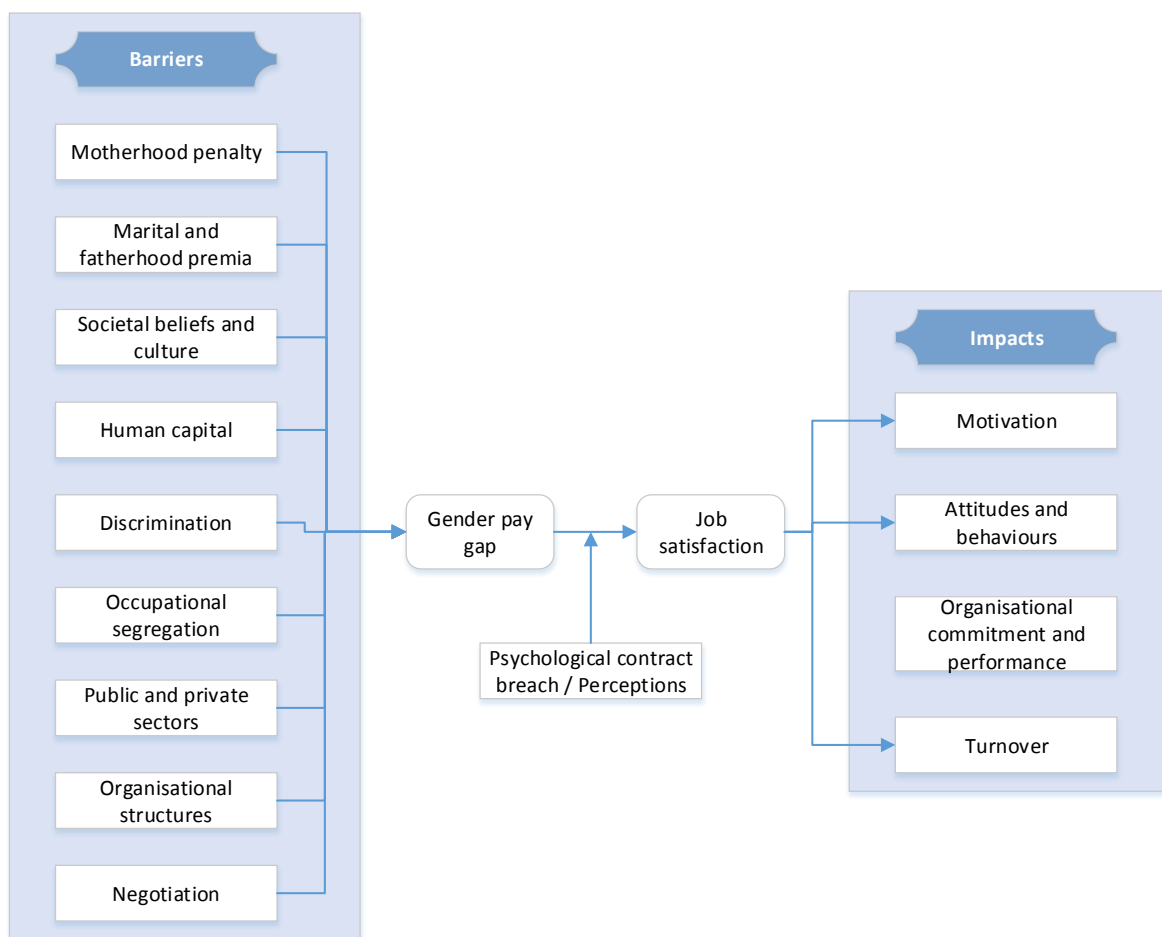 Barriers
Motherhood penalty
Marital and
fatherhood premia
Societal beliefs and
culture
Human capital
Discrimination
Occupational
segregation
Public and private
sectors
Organisational
structures
Negotiation
Gender pay
gap
Psychological contract
breach / Perceptions
Job
satisfaction
Impacts
Motivation
Attitudes and
behaviours
Organisational
commitment and
performance
Turnover